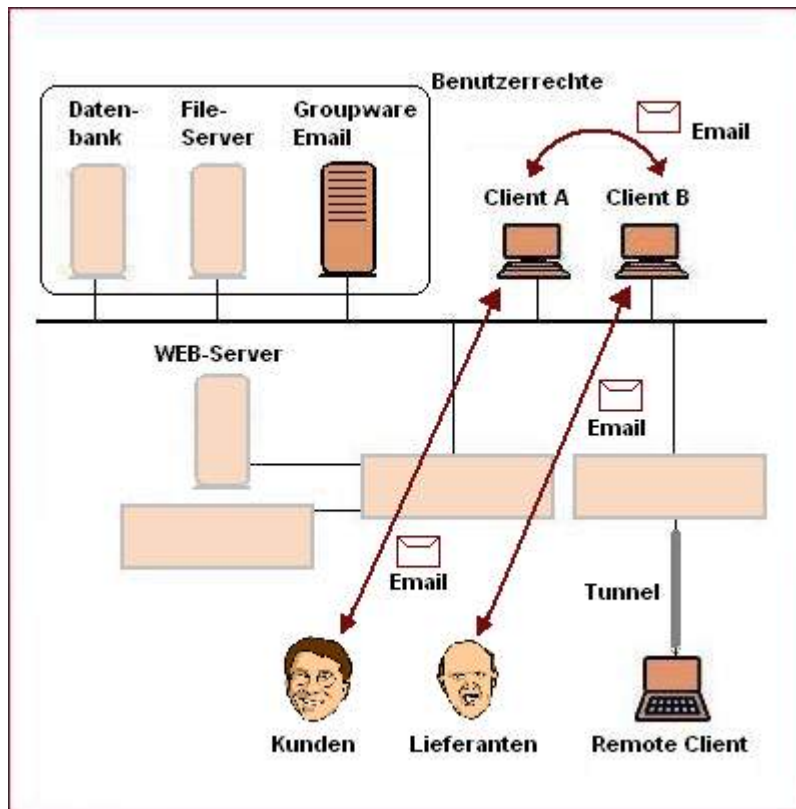 Benutzerrechte
Daten-
bank
File-
Server
Groupware
Email
Email
Client A
Client B
WEB-Server
Email
Email
Tunnel
Kunden
Lieferanten
Remote Client